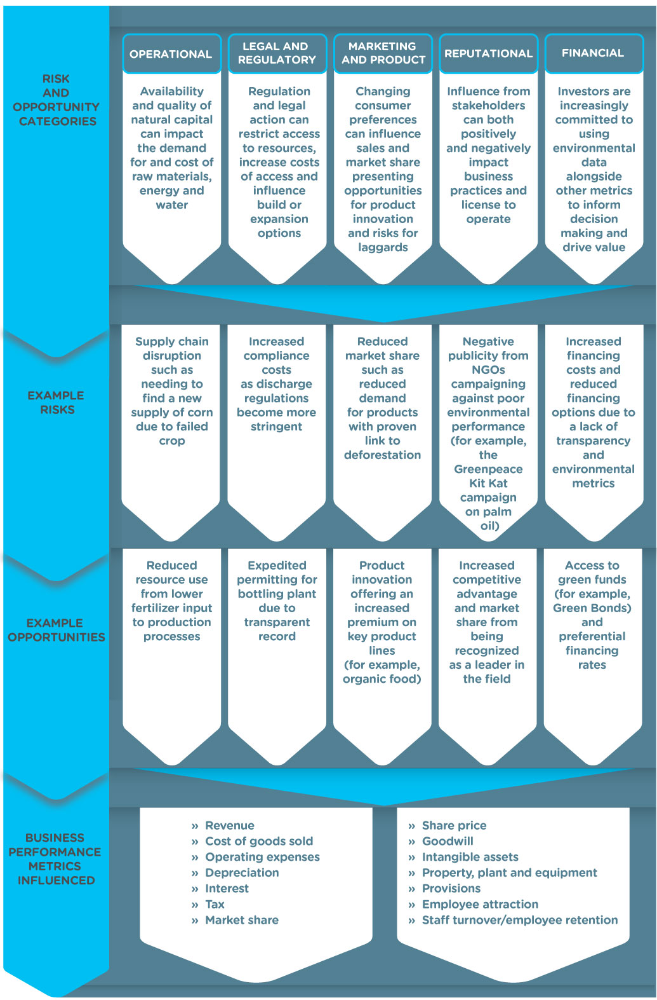 RISK
AND
OPPORTUNITY
CATEGORIES
OPERATIONAL
Availability
and quality of
natural capital
can impact
the demand
for and cost of
raw materials,
energy and
water
LEGAL AND
REGULATORY
Regulation
and legal
action can
restrict access
to resources,
increase costs
of access and
influence
build or
expansion
options
MARKETING
AND PRODUCT
Changing
consumer
preferences
can influence
sales and
market share
presenting
opportunities
for product
innovation
and risks for
laggards
REPUTATIONAL
Influence from
stakeholders
can both
positively
and negatively
impact
business
practices and
license to
operate
FINANCIAL
Investors are
increasingly
committed to
using
environmental
data
alongside
other metrics
to inform
decision
making and
drive value
EXAMPLE
RISKS
Supply chain
disruption
such as
needing to
find a new
supply of corn
due to failed
crop
Increased
compliance
costs
as discharge
regulations
become more
stringent
Reduced
market share
such as
reduced
demand
for products
with proven
link to
deforestation
Negative
publicity from
NGOs
campaigning
against poor
environmental
performance
(for example,
the
Greenpeace
Kit Kat
campaign
on palm
oil)
Increased
financing
costs and
reduced
financing
options due to
a lack of
transparency
and
environmental
metrics
EXAMPLE
OPPORTUNITIES
Reduced
resource use
from lower
fertilizer input
to production
processes
Expedited
permitting for
bottling plant
due to
transparent
record
Product
innovation
offering an
increased
premium on
key product
lines
(for example,
organic food)
Increased
competitive
advantage
and market
share from
being
recognized
as a leader in
the field
Access to
green funds
(for example,
Green Bonds)
and
preferential
financing
rates
BUSINESS
PERFORMANCE
METRICS
INFLUENCED
» Revenue
» Cost of goods sold
» Operating expenses
» Depreciation
» Interest
» Tax
» Market share
» Share price
» Goodwill
» Intangible assets
» Property, plant and equipment
» Provisions
» Employee attraction
» Staff turnover/employee retention